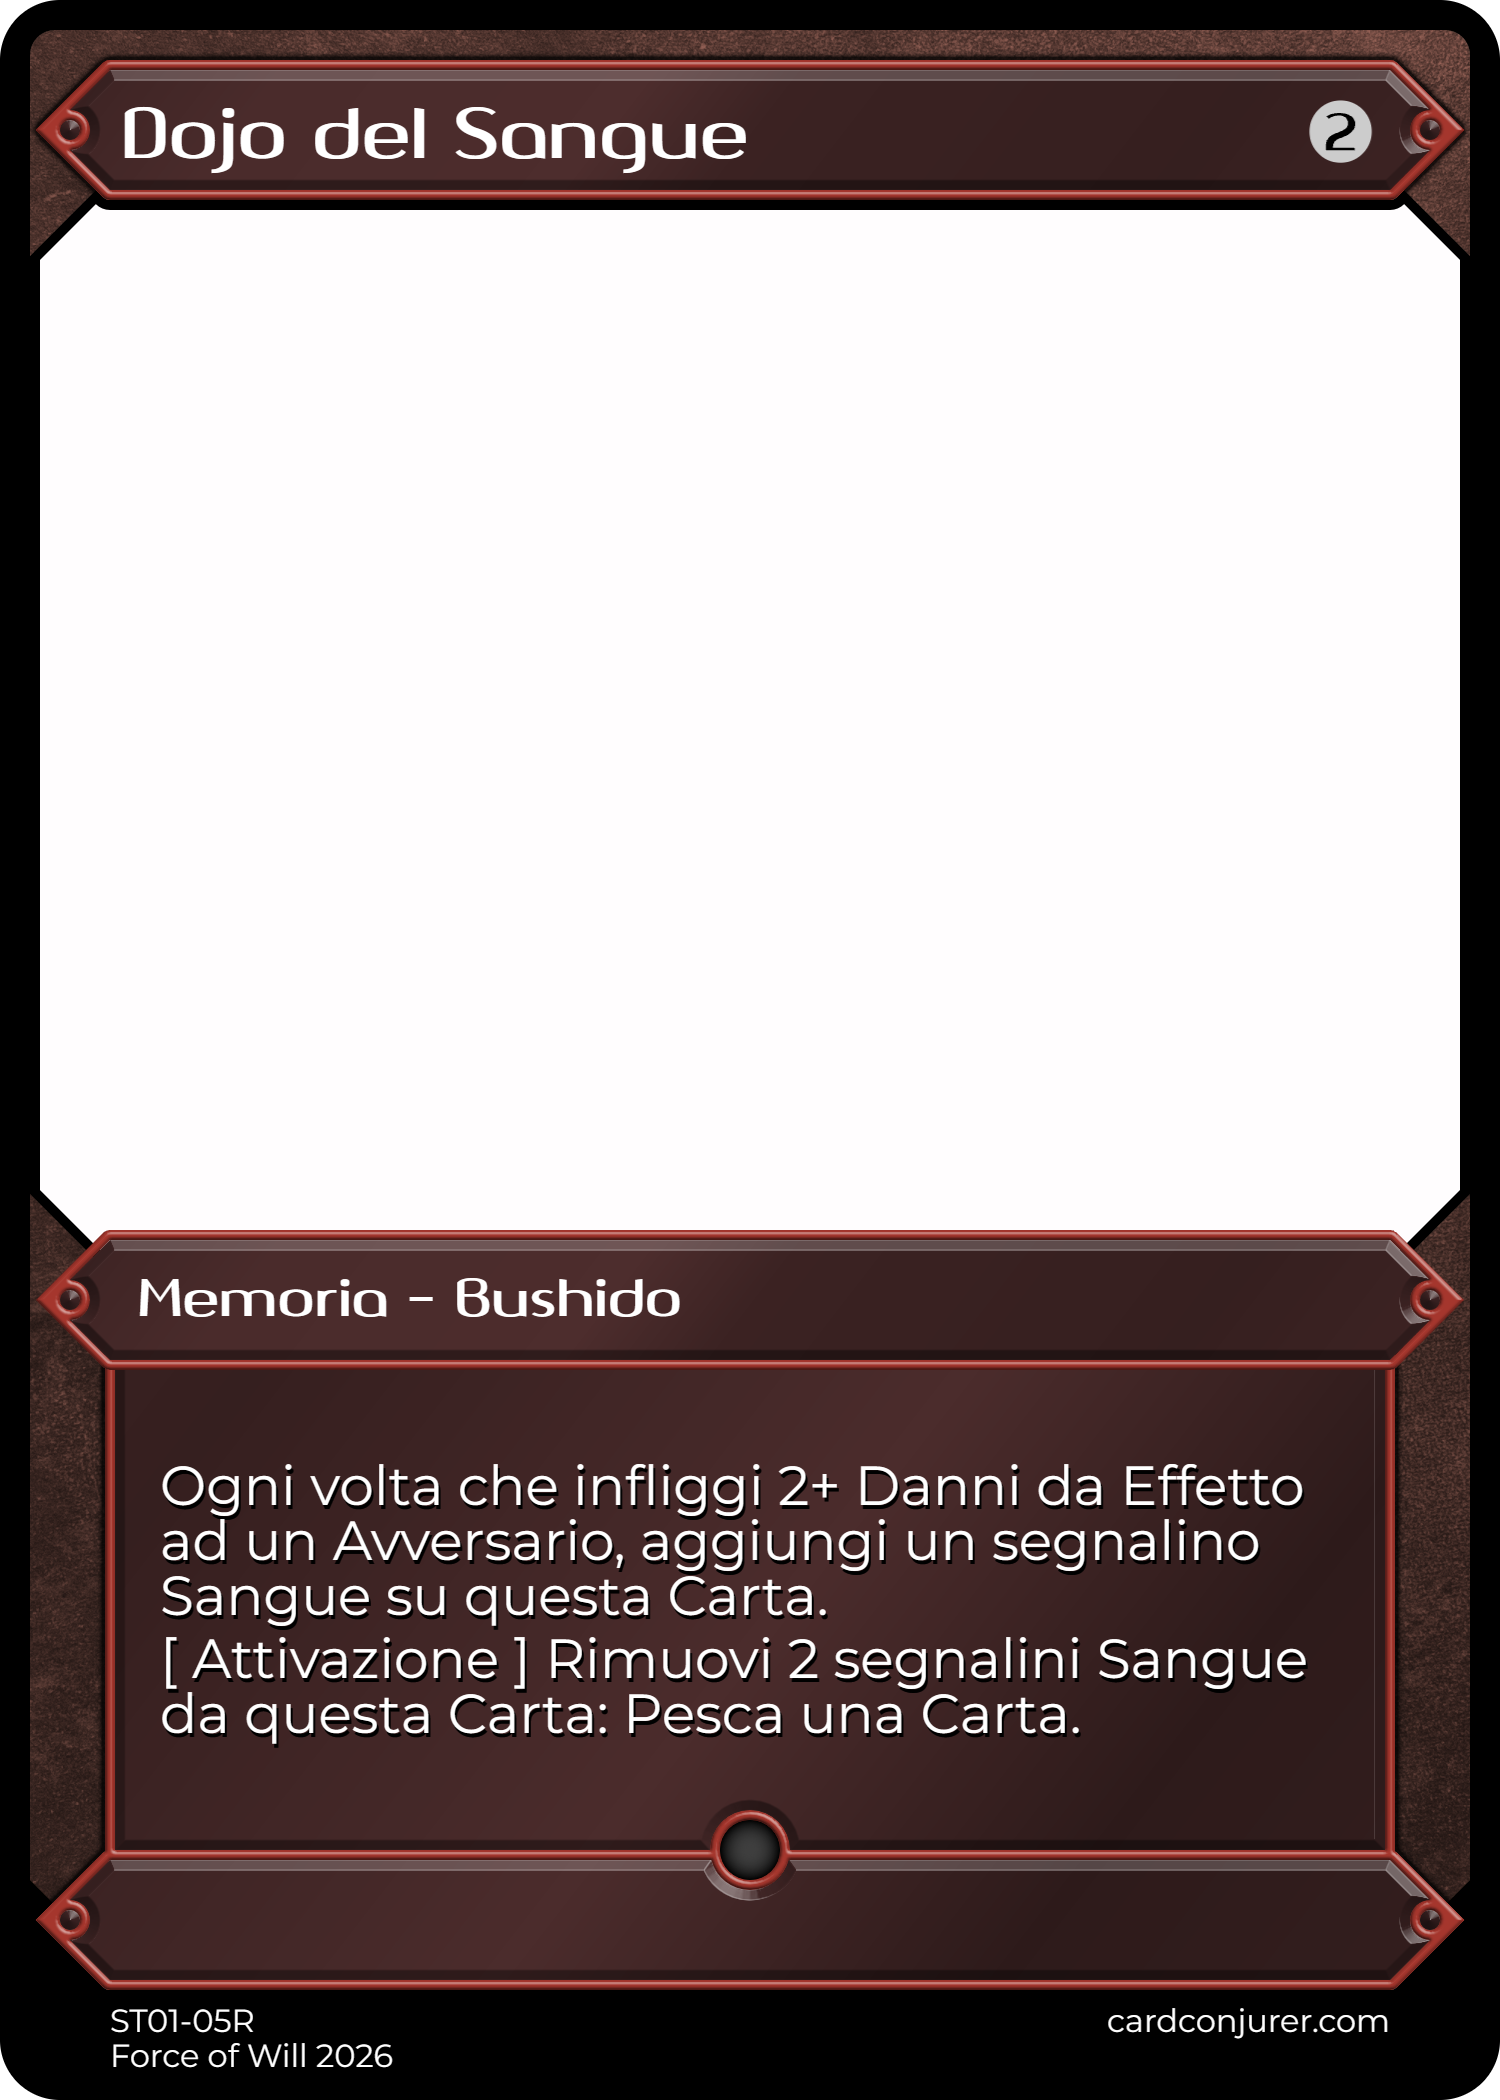 Dojo del Sangue
2
Memoria - Bushido
Ogni volta che infliggi 2+ Danni da Effetto
ad un Avversario, aggiungi un segnalino
Sangue su questa Carta.
[ Attivazione ] Rimuovi 2 segnalini Sangue
da questa Carta: Pesca una Carta.
ST01-05R
cardconjurer.com
Force of Will 2026